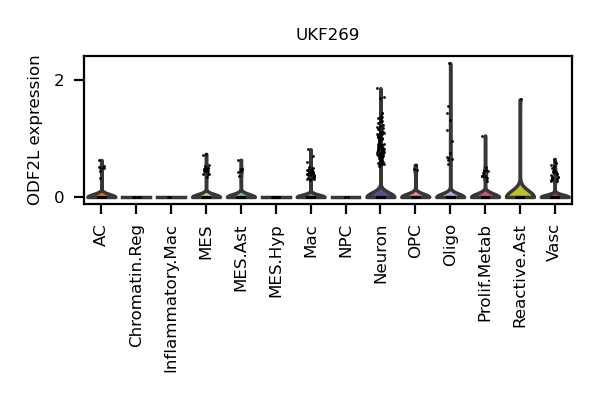 UKF269
ODF2L expression
2
0
AC
Chromatin.Reg
Inflammatory.Mac
MES
MES.Ast
MES.Hyp
Mac
NPC
Neuron
OPC
Oligo
Prolif.Metab
Reactive.Ast
Vasc